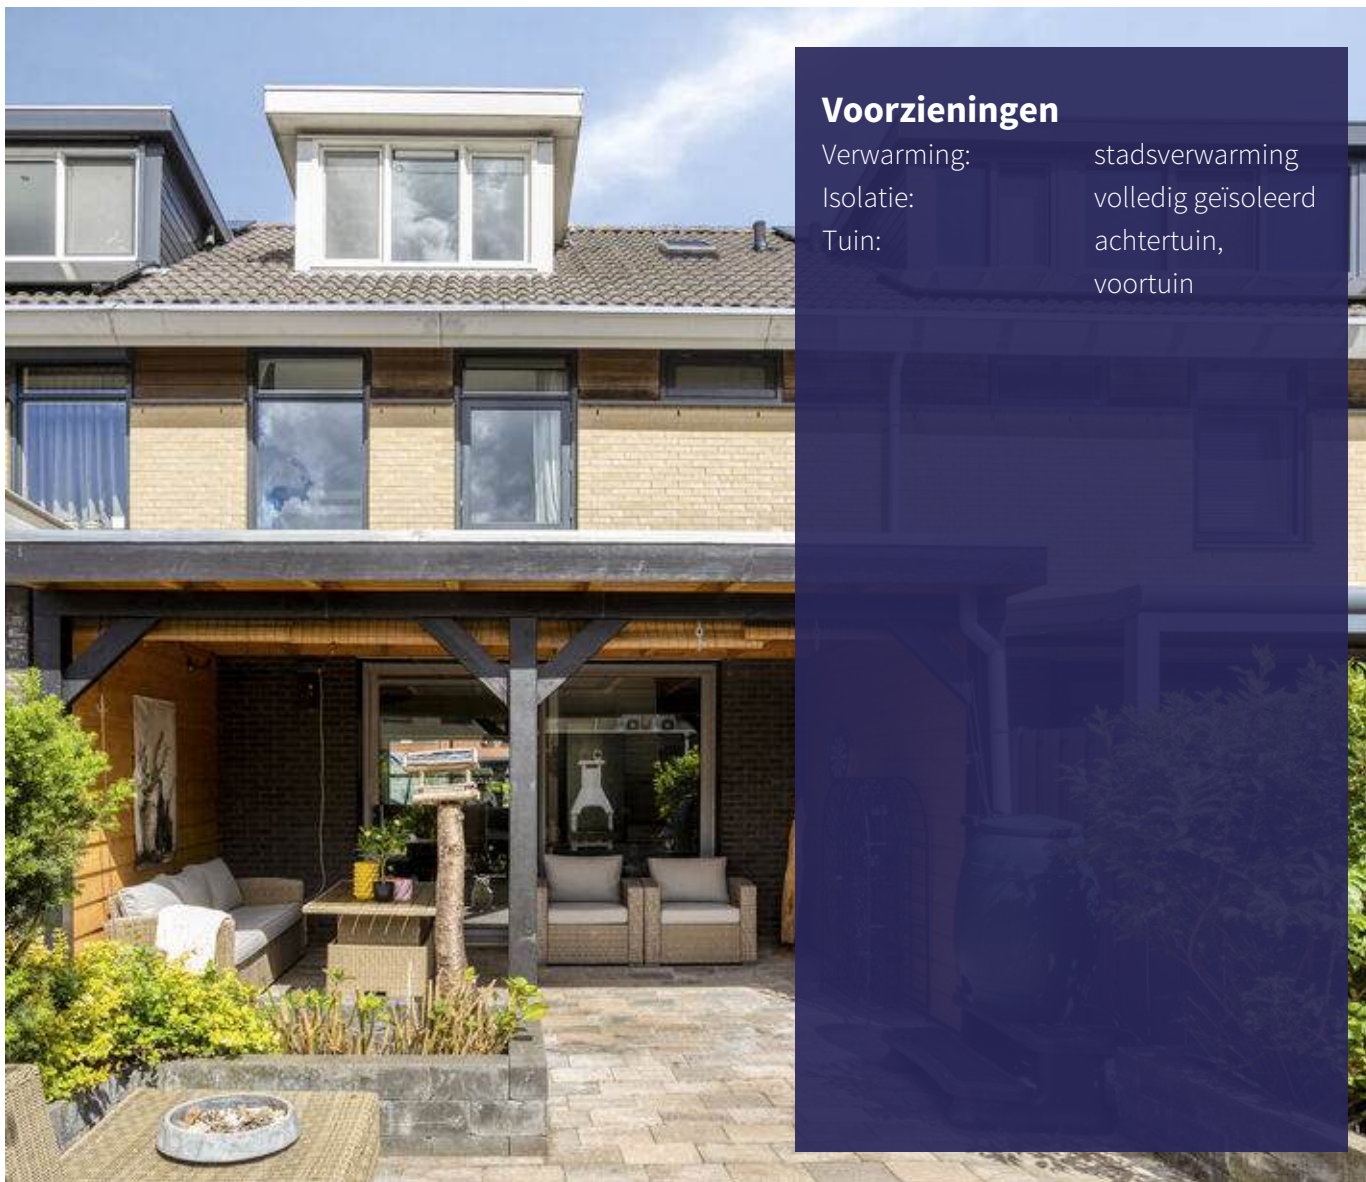 Voorzieningen
Verwarming: stadsverwarming
Isolatie: volledig geïsoleerd
Tuin: achtertuin,
voortuin